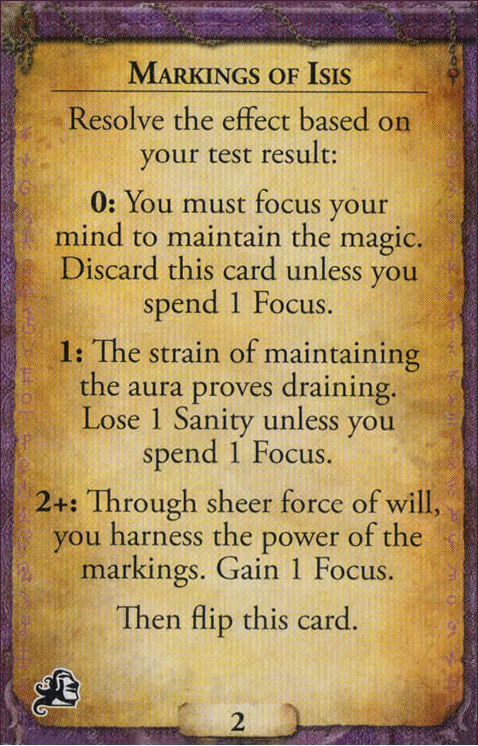 Markings of Isis
Resolve the effect based on
your test result:
0: You must focus your
mind to maintain the magic.
Discard this card unless you
spend 1 Focus.
1: The strain of maintaining
the aura proves draining.
Lose 1 Sanity unless you
spend 1 Focus.
2+: Through sheer force of will,
you harness the power of the
markings. Gain 1 Focus.
Then flip this card.
2